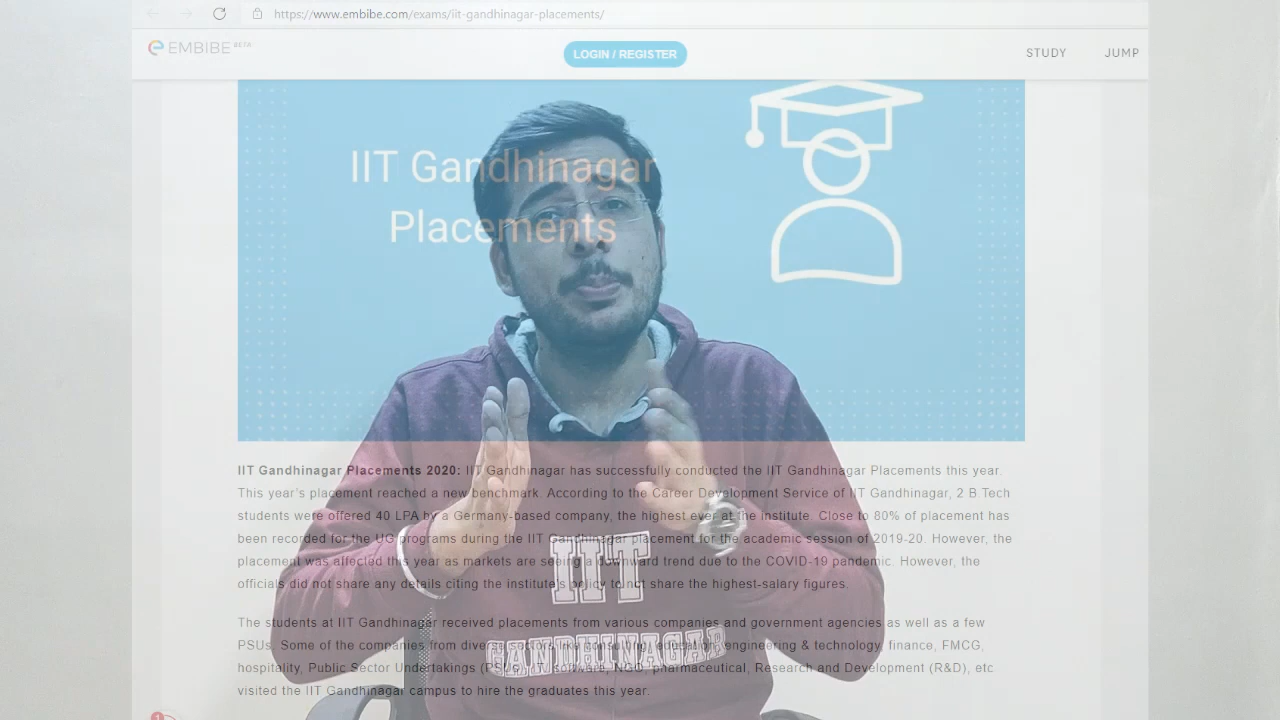 https://www.embibe.com/exams/iit-gandhinagar-placements/
EMBIBE BETA
LOGIN / REGISTER
STUDY
JUMP
IIT Gandhinagar
Placements
IIT Gandhinagar Placements 2020: IIT Gandhinagar has successfully conducted the IIT Gandhinagar Placements this year.
This year's placement reached a new benchmark. According to the Career Development Service of IIT Gandhinagar, 2 B.Tech
students were offered 40 LPA by a Germany-based company, the highest ever at the institute. Close to 80% of placement has
been recorded for the UG programs during the IIT Gandhinagar placement for the academic session of 2019-20. However, the
placement was affected this year as markets are seeing a downward trend due to the COVID-19 pandemic. However, the
officials did not share any details citing the institute's policy to not share the highest-salary figures.
The students at IIT Gandhinagar received placements from various companies and government agencies as well as a few
PSUs. Some of the companies from diverse sectors like consulting, education, engineering & technology, finance, FMCG,
hospitality, Public Sector Undertakings (PSUs), IT software, NGO, pharmaceutical, Research and Development (R&D), etc.
visited the IIT Gandhinagar campus to hire the graduates this year.
IIT
GANDHINAGAR
1